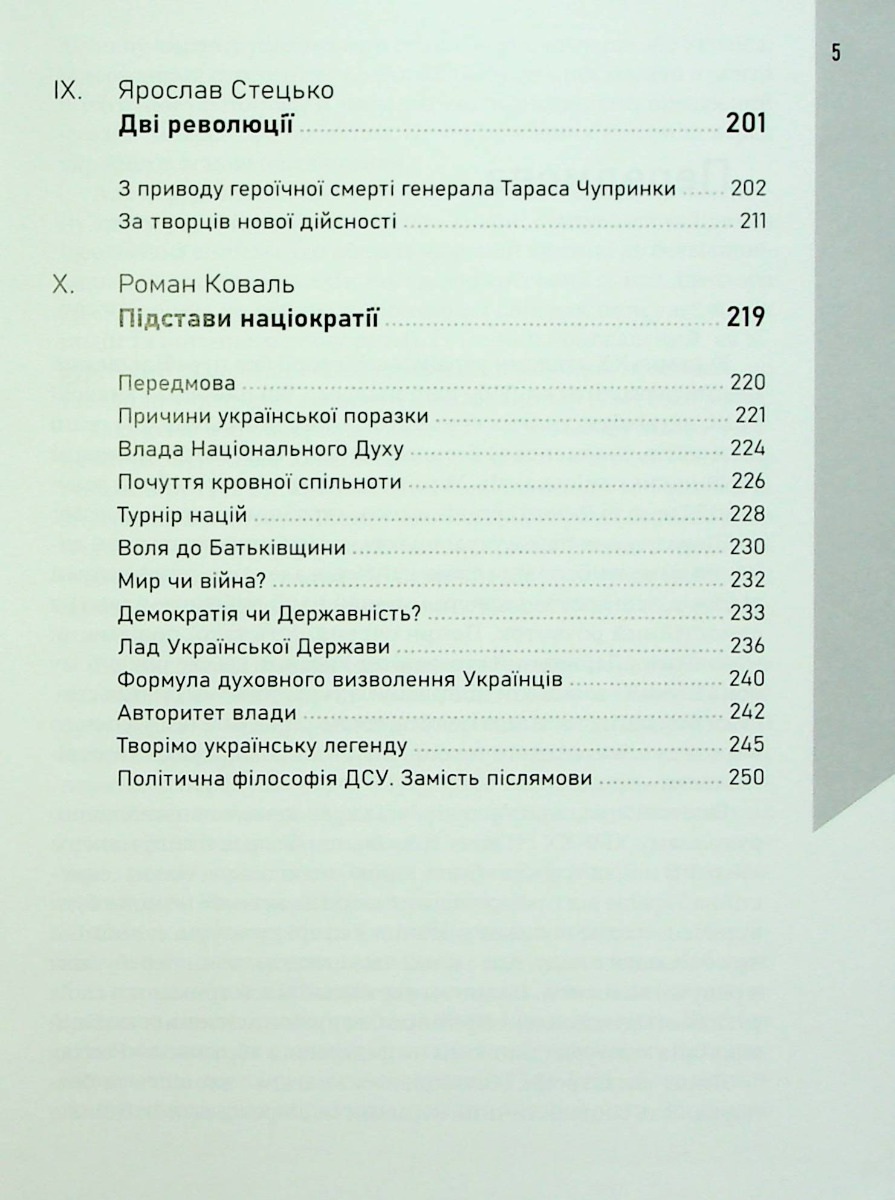 5
IX. Ярослав Стецько
Дві революції 201
З приводу героїчної смерті генерала Тараса Чупринки 202
За творців нової дійсності 211
X. Роман Коваль
Підстави націократії 219
Передмова 220
Причини української поразки 221
Влада Національного Духу 224
Почуття кровної спільноти 226
Турнір націй 228
Воля до Батьківщини 230
Мир чи війна? 232
Демократія чи Державність? 233
Лад Української Держави 236
Формула духовного визволення Українців 240
Авторитет влади 242
Творімо українську легенду 245
Політична філософія ДСУ. Замість післямови 250